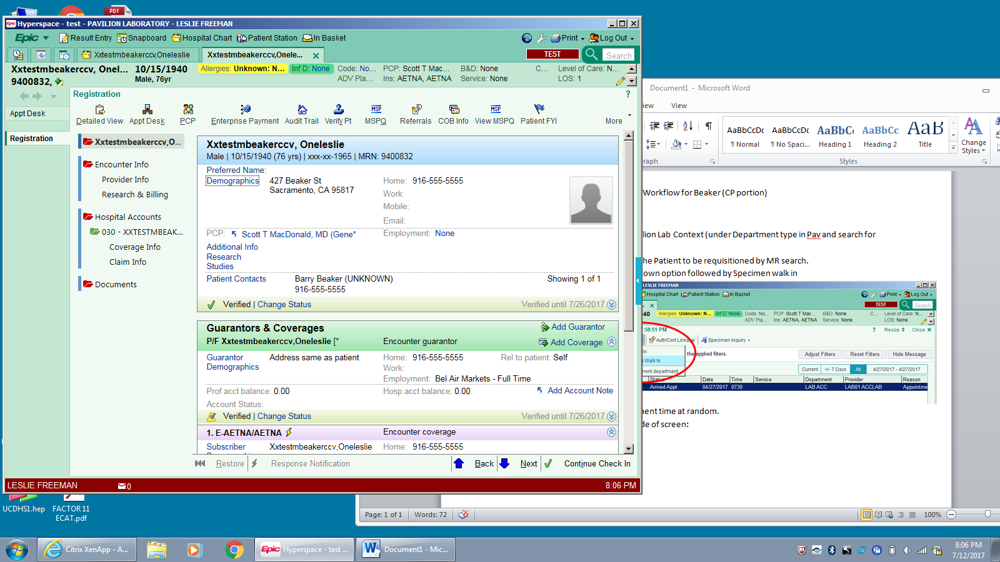 PDF
Epic Hyperspace - test - PAVILION LABORATORY - LESLIE FREEMAN
Epic Result Entry Snapboard Hospital Chart Patient Station In Basket Print Log Out
Xxtestmbeakerccv,Oneleslie Xxtestmbeakerccv,Onele... TEST Search
Xxtestmbeakerccv, Onel... 10/15/1940 Allergies: Unknown: N... Inf D: None Code: No... PCP: Scott T Mac... B&D: None C... Level of Care: N...
9400832, Male, 76yr ADV Pla... Ins: AETNA, AETNA Service: None LOS: 1
Registration ?
Appt Desk
Registration
Detailed View Appt Desk PCP Enterprise Payment Audit Trail Verify Pt MSPQ Referrals COB Info View MSPQ Patient FYI More
Xxtestmbeakerccv,O...
Encounter Info
Provider Info
Research & Billing
Hospital Accounts
030 - XXTESTMBEAK...
Coverage Info
Claim Info
Documents
Xxtestmbeakerccv, Oneleslie
Male | 10/15/1940 (76 yrs) | xxx-xx-1965 | MRN: 9400832
Preferred Name:
Demographics 427 Beaker St Home: 916-555-5555
Sacramento, CA 95817 Work:
Mobile:
Email:
PCP: Scott T MacDonald, MD (Gene* Employment: None
Additional Info
Research
Studies
Patient Contacts Barry Beaker (UNKNOWN) Showing 1 of 1
916-555-5555
Verified | Change Status Verified until 7/26/2017
Guarantors & Coverages Add Guarantor
P/F Xxtestmbeakerccv,Oneleslie [* Encounter guarantor Add Coverage
Guarantor Address same as patient Home: 916-555-5555 Rel to patient: Self
Demographics Work:
Employment: Bel Air Markets - Full Time
Prof acct balance: 0.00 Hosp acct balance: 0.00 Add Account Note
Account Status:
Verified | Change Status Verified until 7/26/2017
1. E-AETNA/AETNA Encounter coverage
Subscriber Xxtestmbeakerccv,Oneleslie Home: 916-555-5555
Restore Response Notification Back Next Continue Check In
LESLIE FREEMAN 0 8:06 PM
Document1 - Microsoft Word
iew View
AaBbCcDc AaBbCcDc AaBbCc AaBbCc AaB
¶ Normal ¶ No Spaci... Heading 1 Heading 2 Title Change Styles
raph Styles
Workflow for Beaker (CP portion)
lion Lab Context (under Department type in Pav and search for
he Patient to be requisitioned by MR search.
own option followed by Specimen walk in
LESLIE FREEMAN
Hospital Chart Patient Station In Basket Print Log Out
TEST Search
40 Allergies: Unknown: N... Inf D: None Code: No... PCP: Scott T Mac... B&D: None C... Level of Care: N...
ADV Pla... Ins: AETNA, AETNA Service: None LOS: None
7:58:51 PM ? Resize Close
Auth/Cert Linkage Specimen Inquiry
In
Walk In the applied filters. Adjust Filters Reset Filters Hide Message
rrent department Current +/- 7 Days All 4/27/2017 - 4/27/2017
Status Date Time Service Department Provider Reason
Arrived Appt 04/27/2017 0730 LAB ACC LAB01 ACCLAB Appointme
ent time at random.
de of screen:
Page: 1 of 1 Words: 72 100%
UCDHS1.hep FACTOR 11
ECAT.pdf
Citrix XenApp - A... Epic Hyperspace - test ... Document1 - Mic... 8:06 PM
7/12/2017